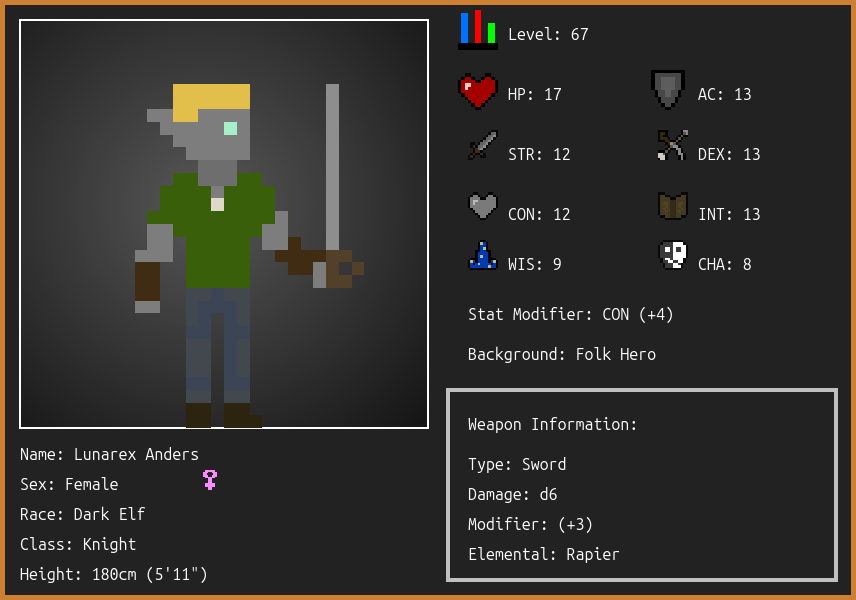 Level: 67
HP: 17
AC: 13
STR: 12
DEX: 13
CON: 12
INT: 13
WIS: 9
CHA: 8
Stat Modifier: CON (+4)
Background: Folk Hero
Weapon Information:
Type: Sword
Damage: d6
Modifier: (+3)
Elemental: Rapier
Name: Lunarex Anders
Sex: Female
Race: Dark Elf
Class: Knight
Height: 180cm (5'11")